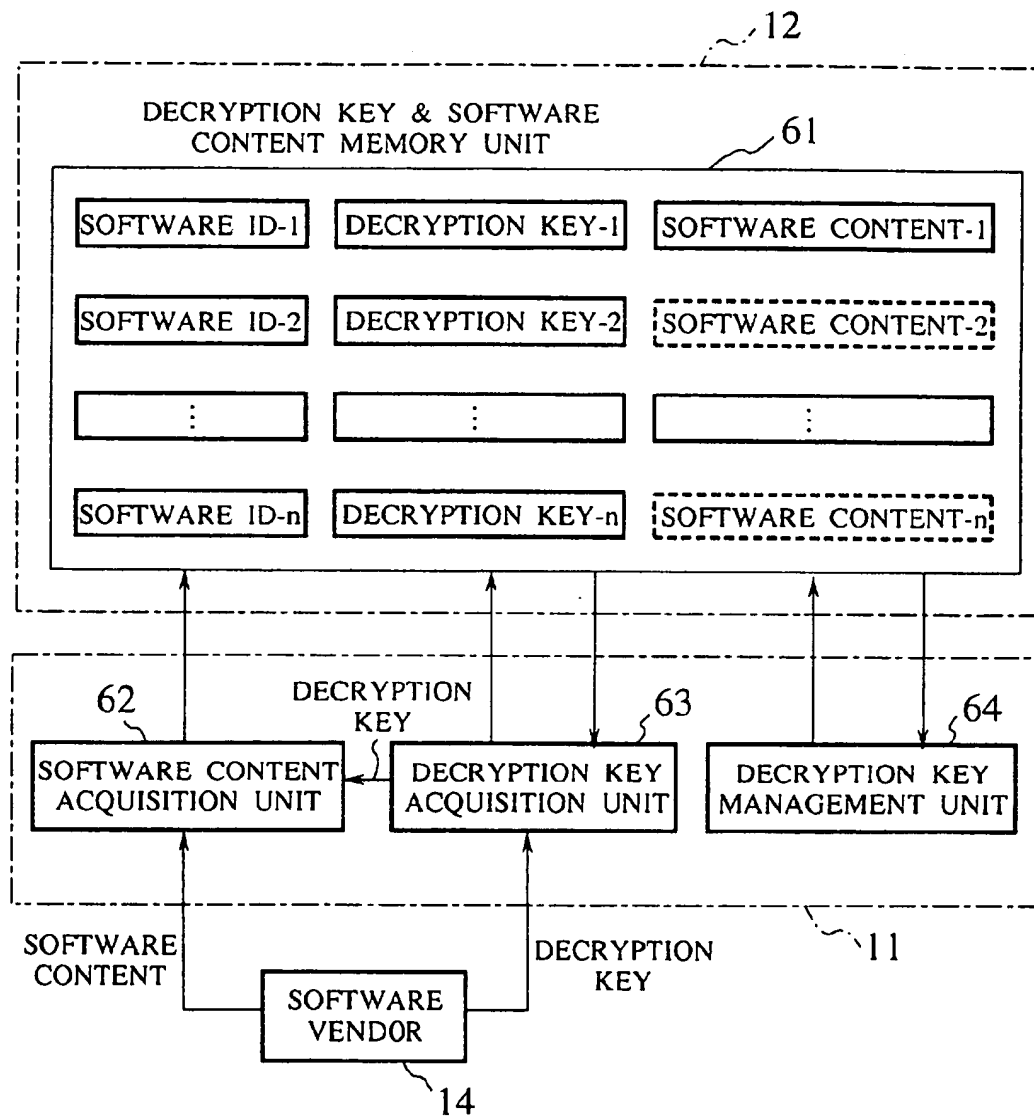 12
DECRYPTION KEY & SOFTWARE
CONTENT MEMORY UNIT
61
SOFTWARE ID-1
DECRYPTION KEY-1
SOFTWARE CONTENT-1
SOFTWARE ID-2
DECRYPTION KEY-2
SOFTWARE CONTENT-2
⋮
⋮
⋮
SOFTWARE ID-n
DECRYPTION KEY-n
SOFTWARE CONTENT-n
62
DECRYPTION
KEY
63
64
SOFTWARE CONTENT
ACQUISITION UNIT
DECRYPTION KEY
ACQUISITION UNIT
DECRYPTION KEY
MANAGEMENT UNIT
SOFTWARE
CONTENT
DECRYPTION
KEY
11
SOFTWARE
VENDOR
14